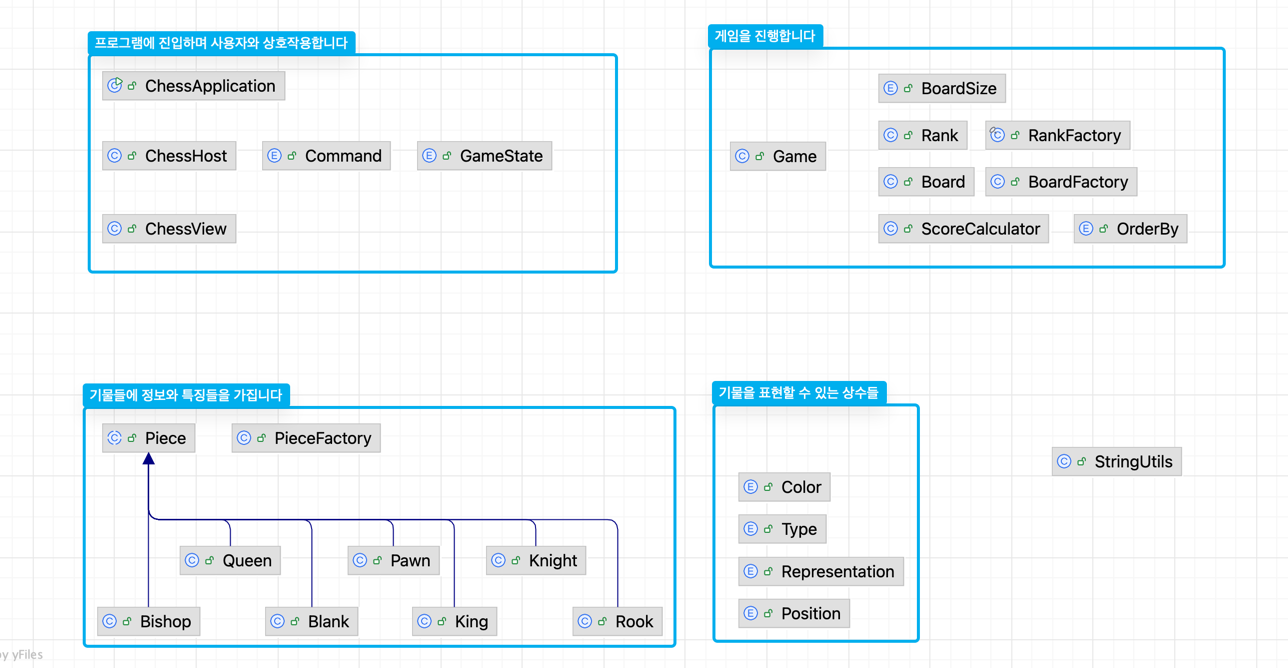 프로그램에 진입하며 사용자와 상호작용합니다
ChessApplication
ChessHost
Command
GameState
ChessView
게임을 진행합니다
BoardSize
Rank
RankFactory
Game
Board
BoardFactory
ScoreCalculator
OrderBy
기물들에 정보와 특징들을 가집니다
Piece
PieceFactory
Queen
Pawn
Knight
Bishop
Blank
King
Rook
기물을 표현할 수 있는 상수들
Color
Type
Representation
Position
StringUtils
by yFiles